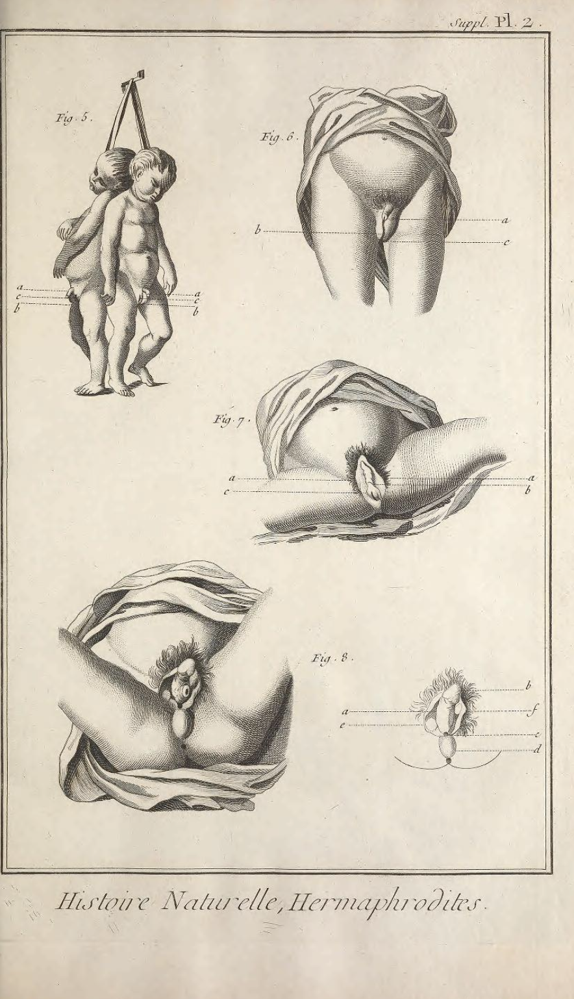 Suppl. Pl. 2.
Fig. 5.
Fig. 6.
a
b
c
a
c
b
a
c
b
Fig. 7.
a
a
c
b
Fig. 8.
b
a
f
e
c
d
Histoire Naturelle, Hermaphrodites.